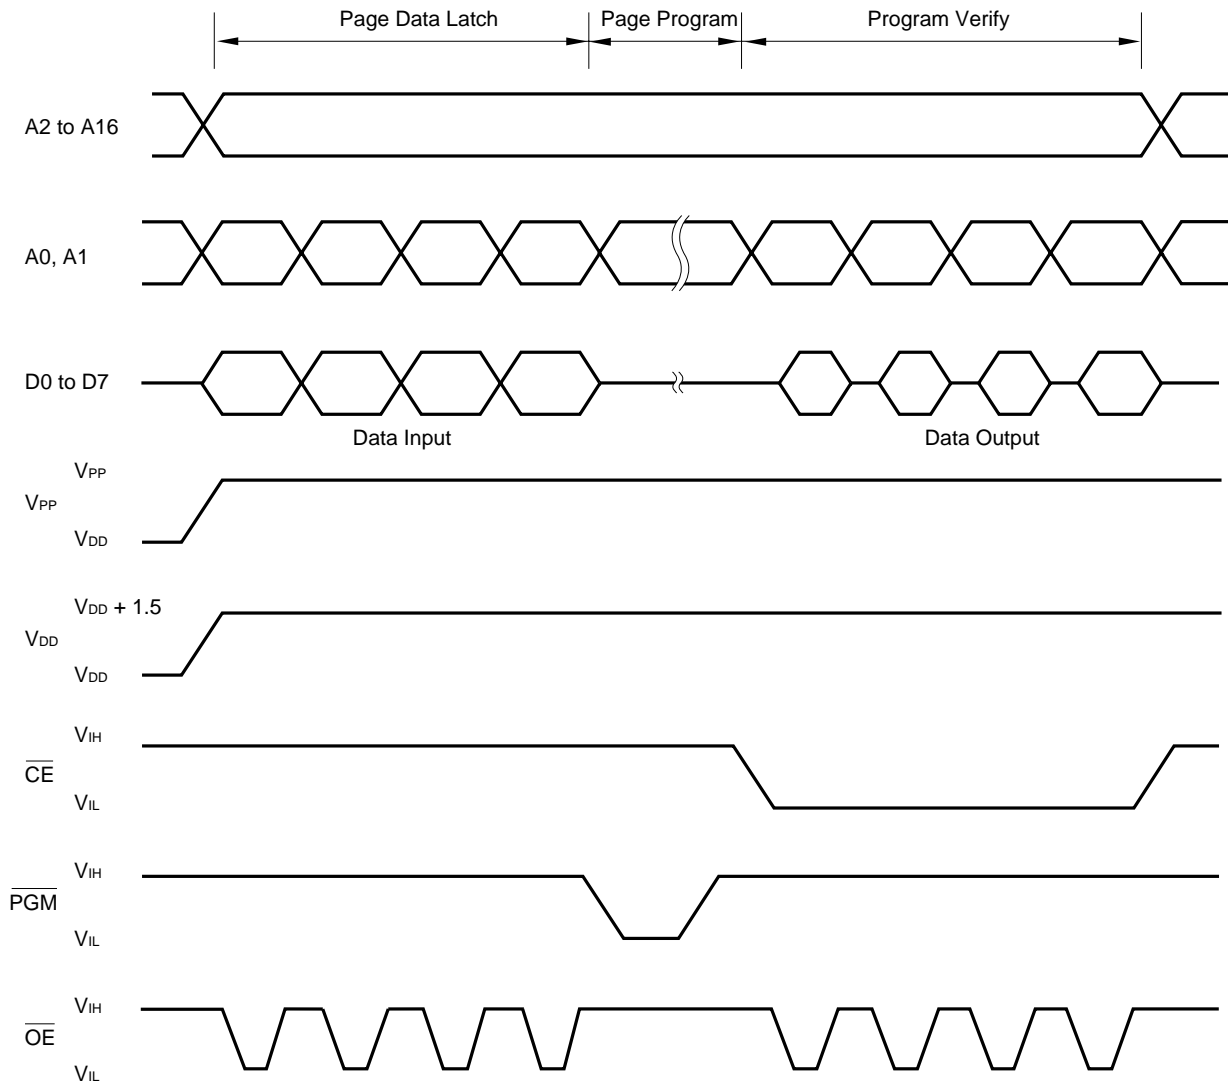 Page Data Latch
Page Program
Program Verify
A2 to A16
A0, A1
D0 to D7
Data Input
Data Output
VPP
VPP
VDD
VDD + 1.5
VDD
VDD
VIH
CE
VIL
VIH
PGM
VIL
VIH
OE
VIL